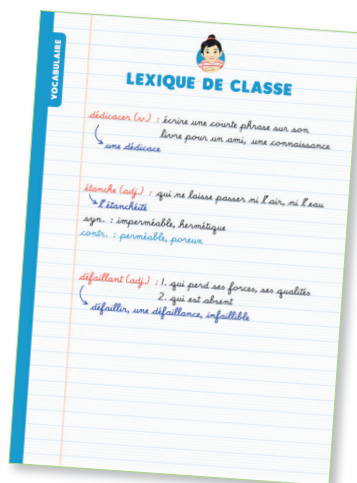 VOCABULAIRE
LEXIQUE DE CLASSE
dédicacer (v.) : écrire une courte phrase sur son
livre pour un ami, une connaissance
une dédicace
étanche (adj.) : qui ne laisse passer ni l'air, ni l'eau
l'étanchéité
syn. : imperméable, hermétique
contr. : perméable, poreux
défaillant (adj.) : 1. qui perd ses forces, ses qualités
2. qui est absent
défaillir, une défaillance, infaillible